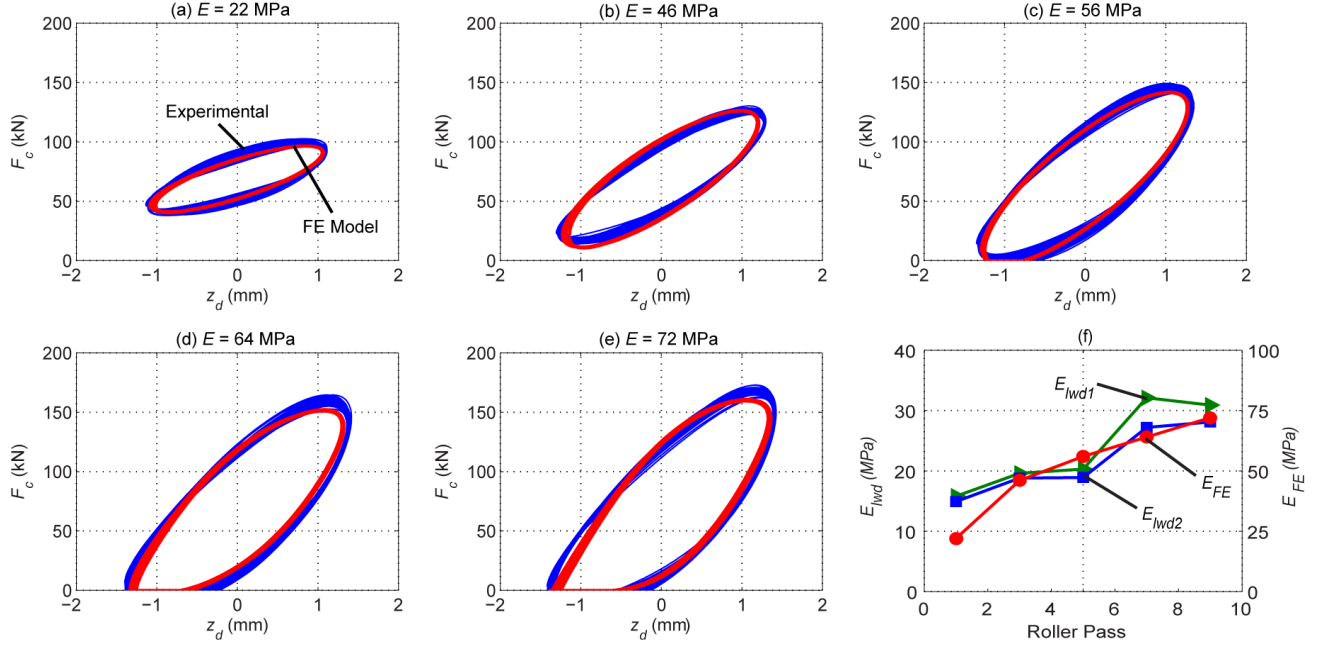 (a) E = 22 MPa
200
150
100
50
0
F_c (kN)
Experimental
FE Model
−2
−1
0
1
2
z_d (mm)
(b) E = 46 MPa
200
150
100
50
0
F_c (kN)
−2
−1
0
1
2
z_d (mm)
(c) E = 56 MPa
200
150
100
50
0
F_c (kN)
−2
−1
0
1
2
z_d (mm)
(d) E = 64 MPa
200
150
100
50
0
F_c (kN)
−2
−1
0
1
2
z_d (mm)
(e) E = 72 MPa
200
150
100
50
0
F_c (kN)
−2
−1
0
1
2
z_d (mm)
(f)
40
30
20
10
0
E_lwd (MPa)
E_lwd1
E_FE
E_lwd2
100
75
50
25
0
E_FE (MPa)
0
2
4
6
8
10
Roller Pass